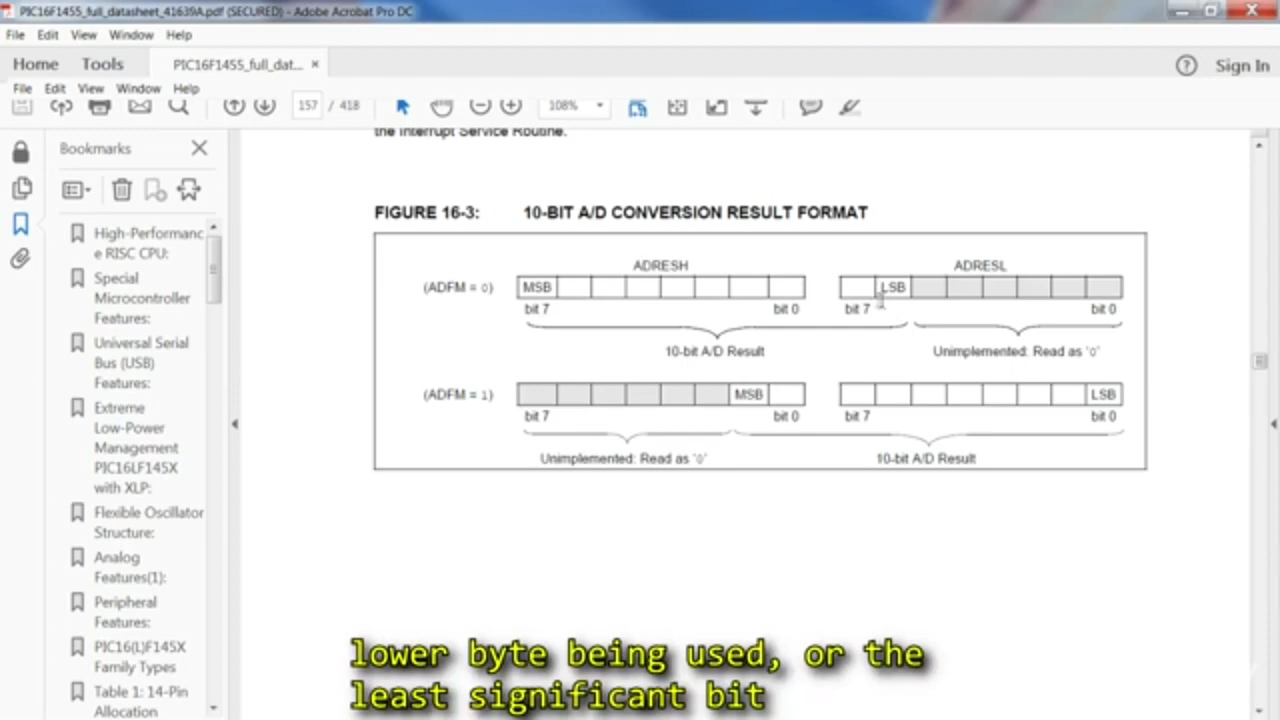 PIC16F1455_full_datasheet_41639A.pdf (SECURED) - Adobe Acrobat Pro DC
File Edit View Window Help
Home Tools PIC16F1455_full_dat... × Sign In
File Edit View Window Help
157 / 418 108%
Bookmarks
the Interrupt Service Routine.
High-Performanc
e RISC CPU:
Special
Microcontroller
Features:
Universal Serial
Bus (USB)
Features:
Extreme
Low-Power
Management
PIC16LF145X
with XLP:
Flexible Oscillator
Structure:
Analog
Features(1):
Peripheral
Features:
PIC16(L)F145X
Family Types
Table 1: 14-Pin
Allocation
FIGURE 16-3: 10-BIT A/D CONVERSION RESULT FORMAT
ADRESH ADRESL
(ADFM = 0) MSB LSB
bit 7 bit 0 bit 7 bit 0
10-bit A/D Result Unimplemented: Read as '0'
(ADFM = 1) MSB LSB
bit 7 bit 0 bit 7 bit 0
Unimplemented: Read as '0' 10-bit A/D Result
lower byte being used, or the
least significant bit